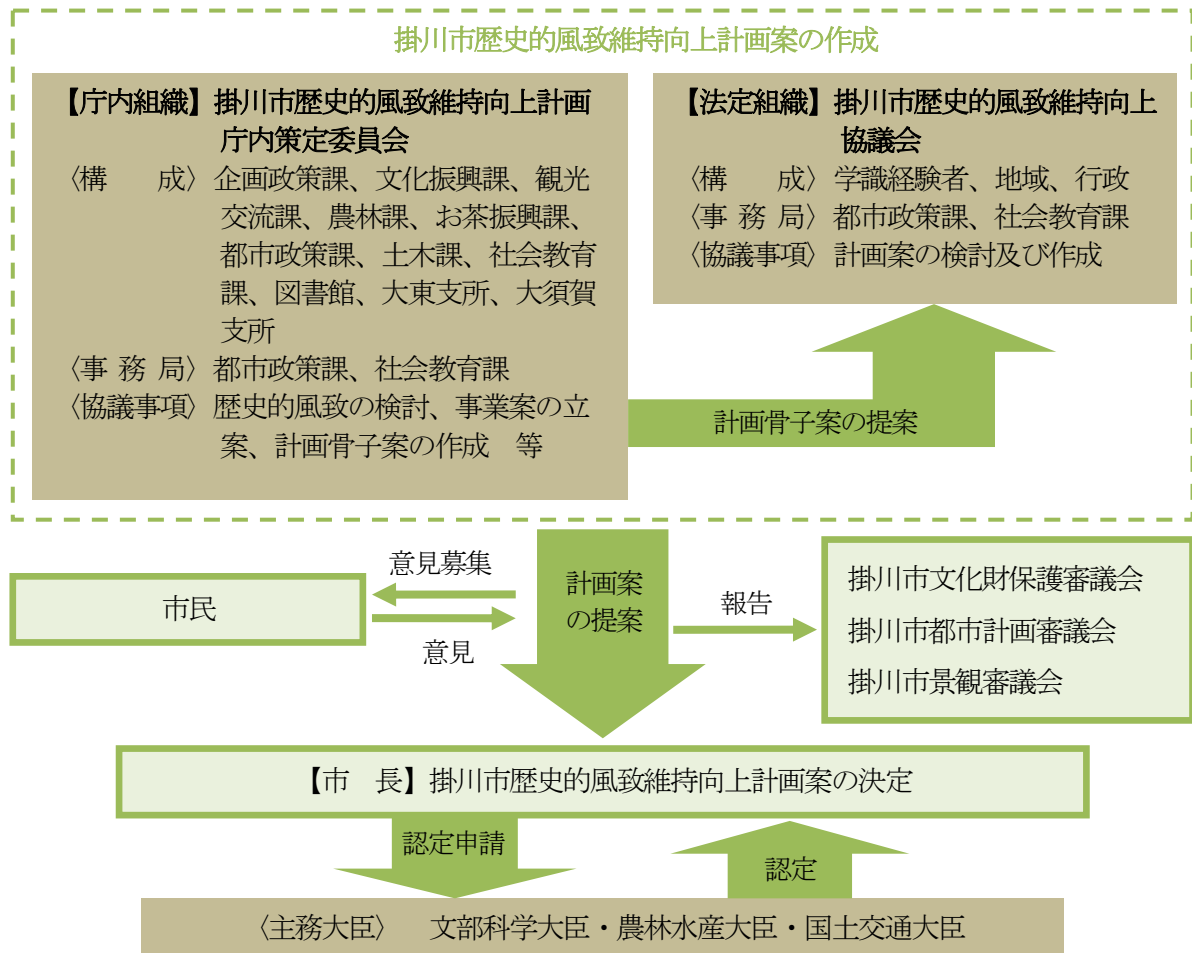 掛川市歴史的風致維持向上計画案の作成
【庁内組織】掛川市歴史的風致維持向上計画
庁内策定委員会
〈構　　成〉企画政策課、文化振興課、観光
交流課、農林課、お茶振興課、
都市政策課、土木課、社会教育
課、図書館、大東支所、大須賀
支所
〈事 務 局〉都市政策課、社会教育課
〈協議事項〉歴史的風致の検討、事業案の立
案、計画骨子案の作成　等
【法定組織】掛川市歴史的風致維持向上
協議会
〈構　　成〉学識経験者、地域、行政
〈事 務 局〉都市政策課、社会教育課
〈協議事項〉計画案の検討及び作成
計画骨子案の提案
市民
意見募集
意見
計画案
の提案
報告
掛川市文化財保護審議会
掛川市都市計画審議会
掛川市景観審議会
【市　長】掛川市歴史的風致維持向上計画案の決定
認定申請
認定
〈主務大臣〉　文部科学大臣・農林水産大臣・国土交通大臣